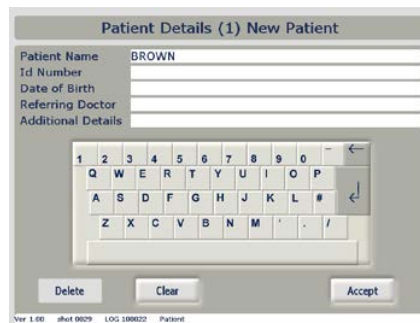 Patient Details (1) New Patient
Patient Name BROWN
Id Number
Date of Birth
Referring Doctor
Additional Details
1 2 3 4 5 6 7 8 9 0 - ←
Q W E R T Y U I O P
A S D F G H J K L # ↵
Z X C V B N M ' . /
Delete Clear Accept
Ver 1.00 shot 0029 LOG 100022 Patient